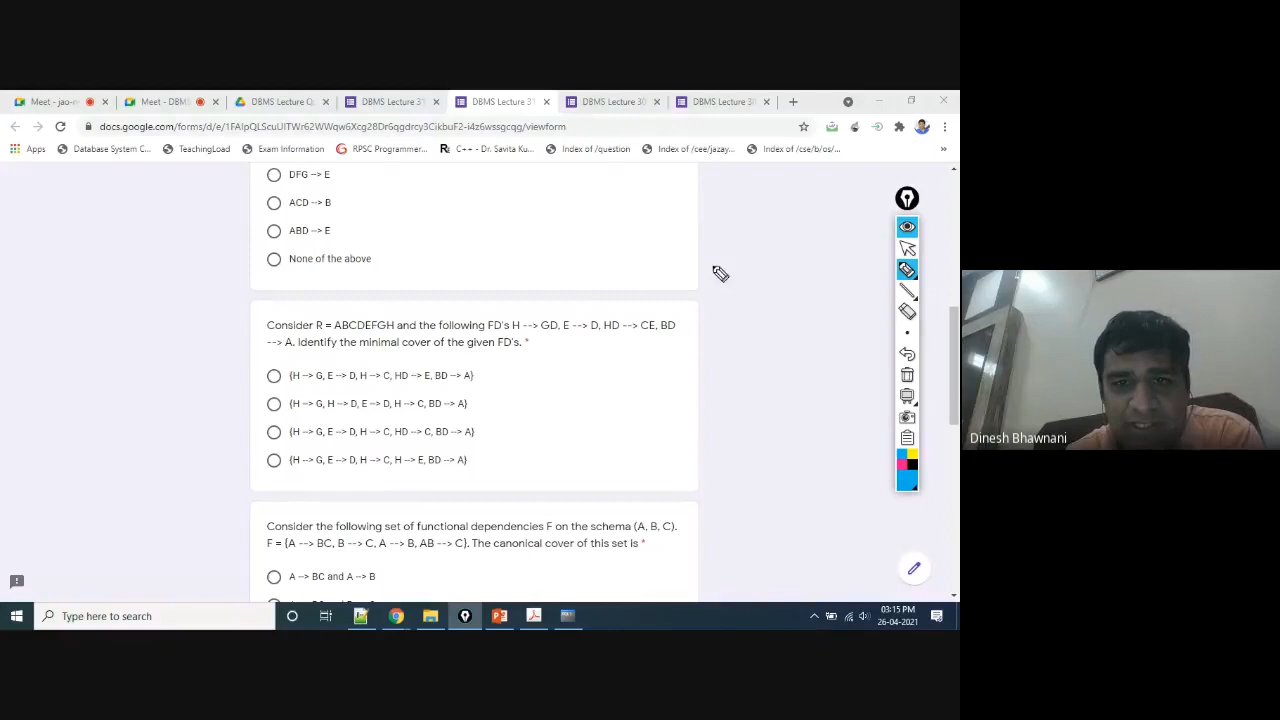 Meet - jao-m
Meet - DBMS
DBMS Lecture Q
DBMS Lecture 31
DBMS Lecture 31
DBMS Lecture 30
DBMS Lecture 3
docs.google.com/forms/d/e/
Apps
Database System C...
TeachingLoad
Exam Information
RPSC Programmer...
C++ - Dr. Savita Ku...
Index of /question
Index of /cee/jazay...
Index of /cse/b/os/...
»
DFG --> E
ACD --> B
ABD --> E
None of the above
Consider R = ABCDEFGH and the following FD's H --> GD, E --> D, HD --> CE, BD
--> A. Identify the minimal cover of the given FD's. *
{H --> G, E --> D, H --> C, HD --> E, BD --> A}
{H --> G, H --> D, E --> D, H --> C, BD --> A}
{H --> G, E --> D, H --> C, HD --> C, BD --> A}
{H --> G, E --> D, H --> C, H --> E, BD --> A}
Consider the following set of functional dependencies F on the schema (A, B, C).
F = {A --> BC, B --> C, A --> B, AB --> C}. The canonical cover of this set is *
A --> BC and A --> B
Dinesh Bhawnani
Type here to search
03:15 PM
26-04-2021